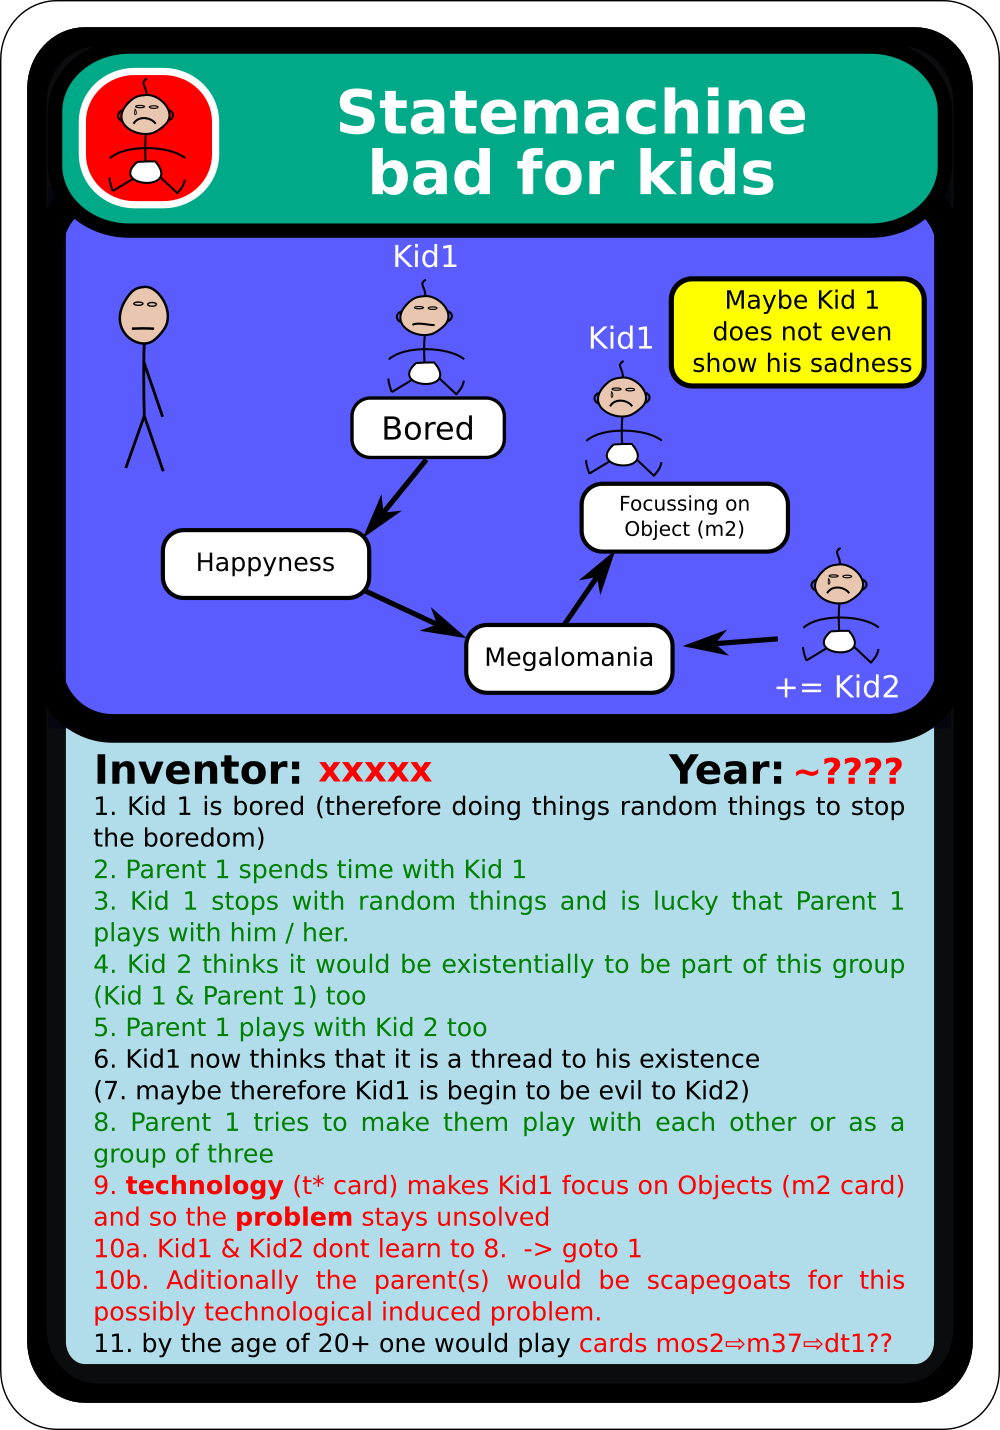 Statemachine
bad for kids
Kid1
Maybe Kid 1
does not even
show his sadness
Kid1
Bored
Focussing on
Object (m2)
Happyness
Megalomania
+= Kid2
Inventor: xxxxx Year: ~????
1. Kid 1 is bored (therefore doing things random things to stop
the boredom)
2. Parent 1 spends time with Kid 1
3. Kid 1 stops with random things and is lucky that Parent 1
plays with him / her.
4. Kid 2 thinks it would be existentially to be part of this group
(Kid 1 & Parent 1) too
5. Parent 1 plays with Kid 2 too
6. Kid1 now thinks that it is a thread to his existence
(7. maybe therefore Kid1 is begin to be evil to Kid2)
8. Parent 1 tries to make them play with each other or as a
group of three
9. technology (t* card) makes Kid1 focus on Objects (m2 card)
and so the problem stays unsolved
10a. Kid1 & Kid2 dont learn to 8.  -> goto 1
10b. Aditionally the parent(s) would be scapegoats for this
possibly technological induced problem.
11. by the age of 20+ one would play cards mos2⇨m37⇨dt1??